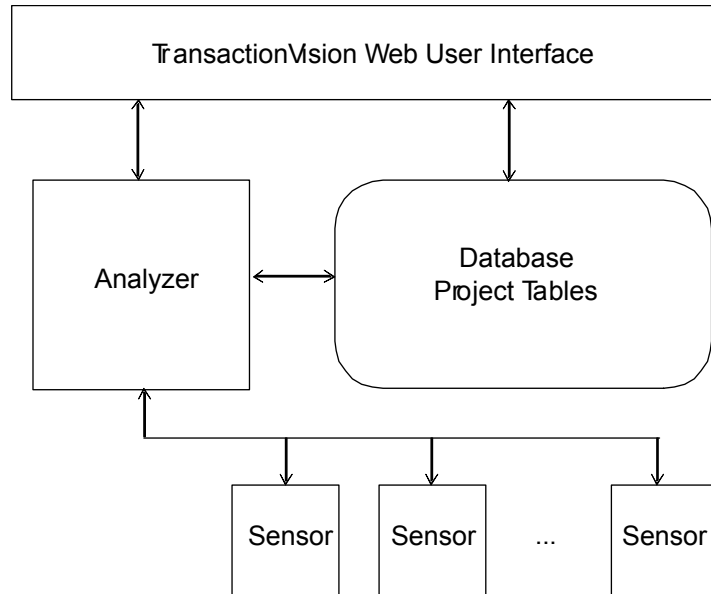 TransactionVision Web User Interface
Analyzer
Database
Project Tables
Sensor
Sensor
...
Sensor